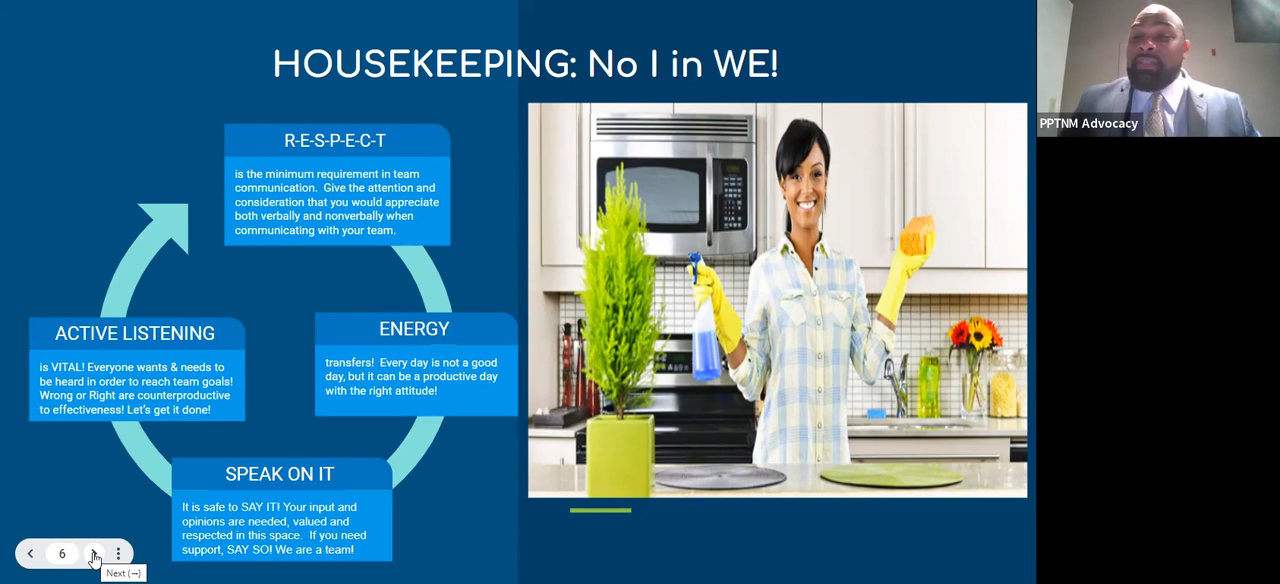 HOUSEKEEPING: No I in WE!
R-E-S-P-E-C-T
is the minimum requirement in team
communication. Give the attention and
consideration that you would appreciate
both verbally and nonverbally when
communicating with your team.
ENERGY
transfers! Every day is not a good
day, but it can be a productive day
with the right attitude!
SPEAK ON IT
It is safe to SAY IT! Your input and
opinions are needed, valued and
respected in this space. If you need
support, SAY SO! We are a team!
ACTIVE LISTENING
is VITAL! Everyone wants & needs to
be heard in order to reach team goals!
Wrong or Right are counterproductive
to effectiveness! Let's get it done!
PPTNM Advocacy
6
Next (→)